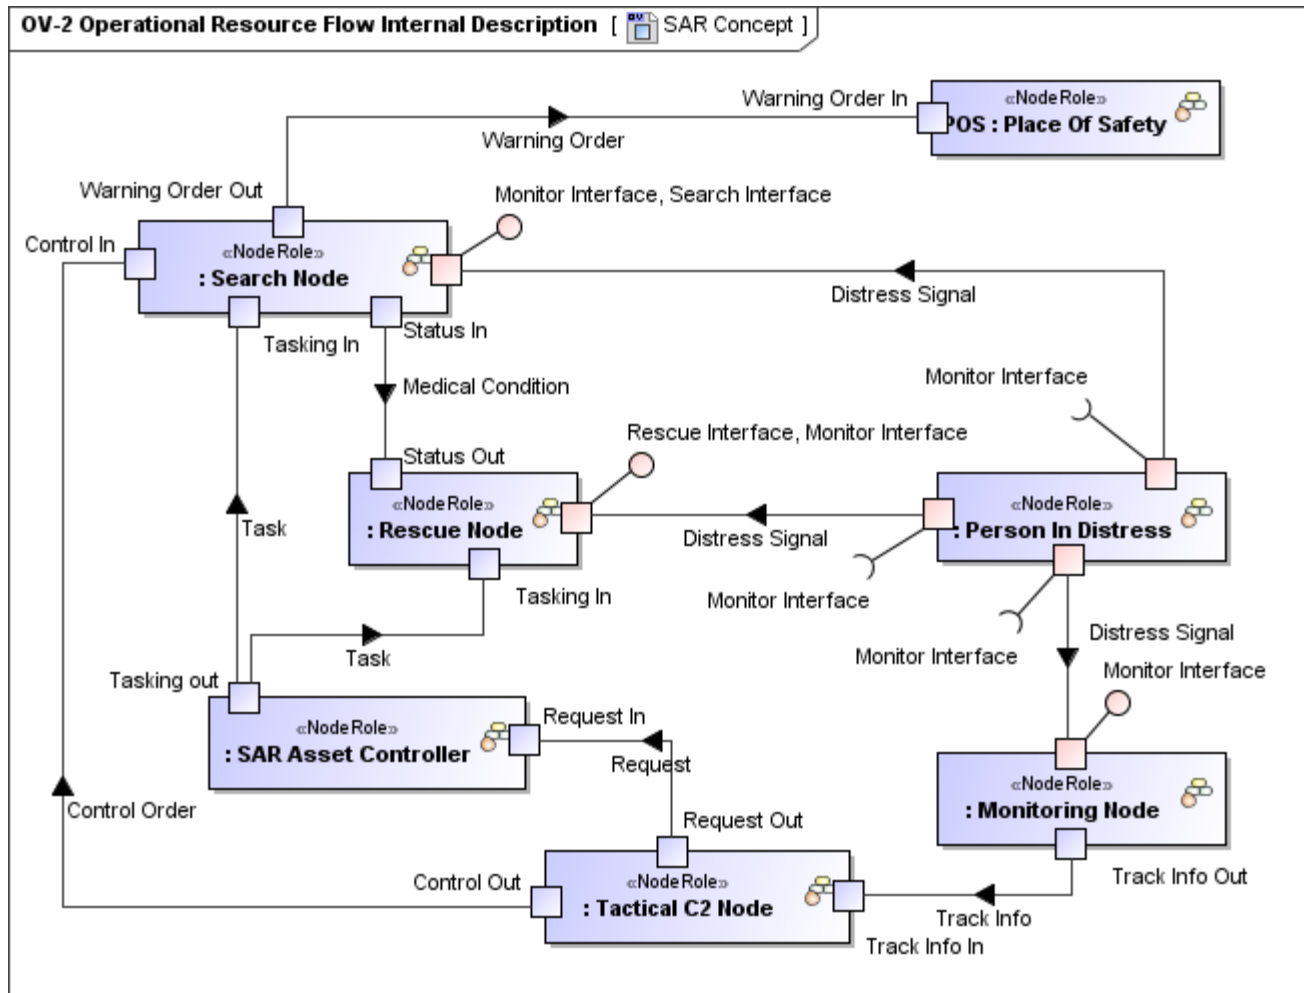 OV-2 Operational Resource Flow Internal Description [ SAR Concept ]
Warning Order In
«NodeRole»
POS : Place Of Safety
Warning Order
Warning Order Out
Monitor Interface, Search Interface
Control In
«NodeRole»
: Search Node
Distress Signal
Tasking In
Status In
Medical Condition
Monitor Interface
Rescue Interface, Monitor Interface
Status Out
«NodeRole»
: Rescue Node
«NodeRole»
: Person In Distress
Task
Distress Signal
Tasking In
Monitor Interface
Distress Signal
Task
Monitor Interface
Monitor Interface
Tasking out
Request In
«NodeRole»
: SAR Asset Controller
Request
«NodeRole»
: Monitoring Node
Control Order
Request Out
Control Out
«NodeRole»
: Tactical C2 Node
Track Info Out
Track Info
Track Info In